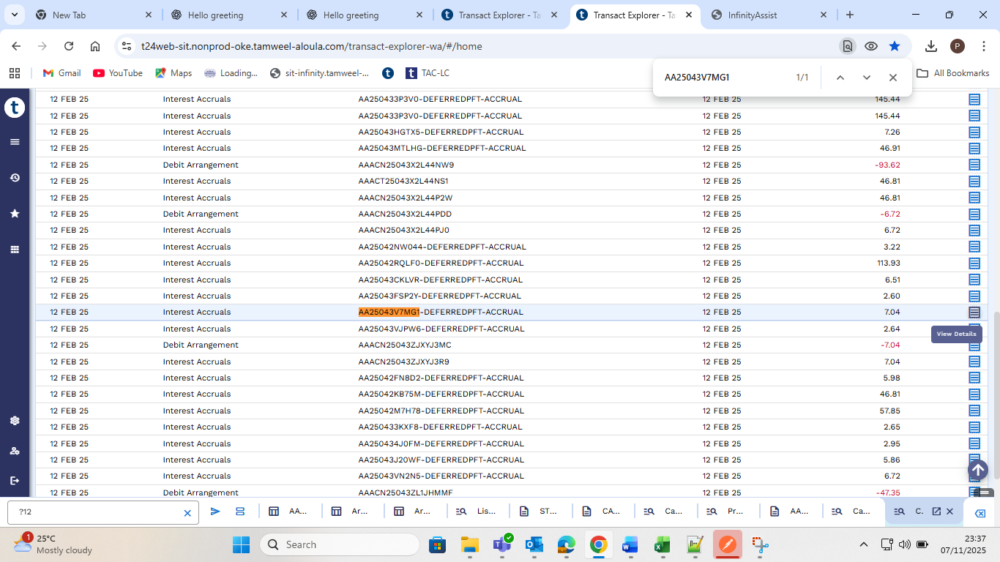 New Tab
Hello greeting
Hello greeting
Transact Explorer - Ta
Transact Explorer - Ta
InfinityAssist
t24web-sit.nonprod-oke.tamweel-aloula.com/transact-explorer-wa/#/home
P
Gmail
YouTube
Maps
Loading...
sit-infinity.tamweel-...
TAC-LC
All Bookmarks
AA25043V7MG1 1/1
12 FEB 25 Interest Accruals AA250433P3V0-DEFERREDPFT-ACCRUAL 12 FEB 25 145.44
12 FEB 25 Interest Accruals AA250433P3V0-DEFERREDPFT-ACCRUAL 12 FEB 25 145.44
12 FEB 25 Interest Accruals AA25043HGTX5-DEFERREDPFT-ACCRUAL 12 FEB 25 7.26
12 FEB 25 Interest Accruals AA25043MTLHG-DEFERREDPFT-ACCRUAL 12 FEB 25 46.91
12 FEB 25 Debit Arrangement AAACN25043X2L44NW9 12 FEB 25 -93.62
12 FEB 25 Interest Accruals AAACT25043X2L44NS1 12 FEB 25 46.81
12 FEB 25 Interest Accruals AAACN25043X2L44P2W 12 FEB 25 46.81
12 FEB 25 Debit Arrangement AAACN25043X2L44PDD 12 FEB 25 -6.72
12 FEB 25 Interest Accruals AAACN25043X2L44PJ0 12 FEB 25 6.72
12 FEB 25 Interest Accruals AA25042NW044-DEFERREDPFT-ACCRUAL 12 FEB 25 3.22
12 FEB 25 Interest Accruals AA25042RQLF0-DEFERREDPFT-ACCRUAL 12 FEB 25 113.93
12 FEB 25 Interest Accruals AA25043CKLVR-DEFERREDPFT-ACCRUAL 12 FEB 25 6.51
12 FEB 25 Interest Accruals AA25043FSP2Y-DEFERREDPFT-ACCRUAL 12 FEB 25 2.60
12 FEB 25 Interest Accruals AA25043V7MG1-DEFERREDPFT-ACCRUAL 12 FEB 25 7.04
12 FEB 25 Interest Accruals AA25043VJPW6-DEFERREDPFT-ACCRUAL 12 FEB 25 2.64
View Details
12 FEB 25 Debit Arrangement AAACN25043ZJXYJ3MC 12 FEB 25 -7.04
12 FEB 25 Interest Accruals AAACN25043ZJXYJ3R9 12 FEB 25 7.04
12 FEB 25 Interest Accruals AA25042FN8D2-DEFERREDPFT-ACCRUAL 12 FEB 25 5.98
12 FEB 25 Interest Accruals AA25042KB75M-DEFERREDPFT-ACCRUAL 12 FEB 25 46.81
12 FEB 25 Interest Accruals AA25042M7H78-DEFERREDPFT-ACCRUAL 12 FEB 25 57.85
12 FEB 25 Interest Accruals AA250433KXF8-DEFERREDPFT-ACCRUAL 12 FEB 25 2.65
12 FEB 25 Interest Accruals AA250434J0FM-DEFERREDPFT-ACCRUAL 12 FEB 25 2.95
12 FEB 25 Interest Accruals AA25043J20WF-DEFERREDPFT-ACCRUAL 12 FEB 25 5.86
12 FEB 25 Interest Accruals AA25043VN2N5-DEFERREDPFT-ACCRUAL 12 FEB 25 6.72
12 FEB 25 Debit Arrangement AAACN25043ZL1JHMMF 12 FEB 25 -47.35
?12
AA...
Ar...
Ar...
Lis...
ST...
CA...
Ca...
Pr...
AA...
Ca...
C.
1
25°C
Mostly cloudy
Search
23:37
07/11/2025